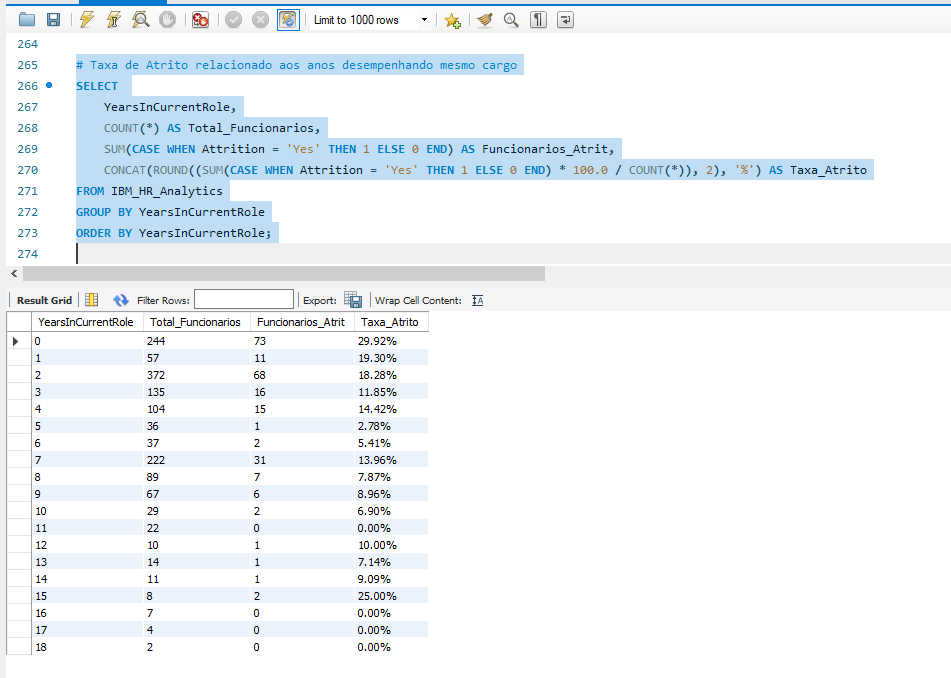 Limit to 1000 rows
264
265 # Taxa de Atrito relacionado aos anos desempenhando mesmo cargo
266 SELECT
267 YearsInCurrentRole,
268 COUNT(*) AS Total_Funcionarios,
269 SUM(CASE WHEN Attrition = 'Yes' THEN 1 ELSE 0 END) AS Funcionarios_Atrit,
270 CONCAT(ROUND((SUM(CASE WHEN Attrition = 'Yes' THEN 1 ELSE 0 END) * 100.0 / COUNT(*)), 2), '%') AS Taxa_Atrito
271 FROM IBM_HR_Analytics
272 GROUP BY YearsInCurrentRole
273 ORDER BY YearsInCurrentRole;
274
Result Grid Filter Rows: Export: Wrap Cell Content:
YearsInCurrentRole Total_Funcionarios Funcionarios_Atrit Taxa_Atrito
0 244 73 29.92%
1 57 11 19.30%
2 372 68 18.28%
3 135 16 11.85%
4 104 15 14.42%
5 36 1 2.78%
6 37 2 5.41%
7 222 31 13.96%
8 89 7 7.87%
9 67 6 8.96%
10 29 2 6.90%
11 22 0 0.00%
12 10 1 10.00%
13 14 1 7.14%
14 11 1 9.09%
15 8 2 25.00%
16 7 0 0.00%
17 4 0 0.00%
18 2 0 0.00%